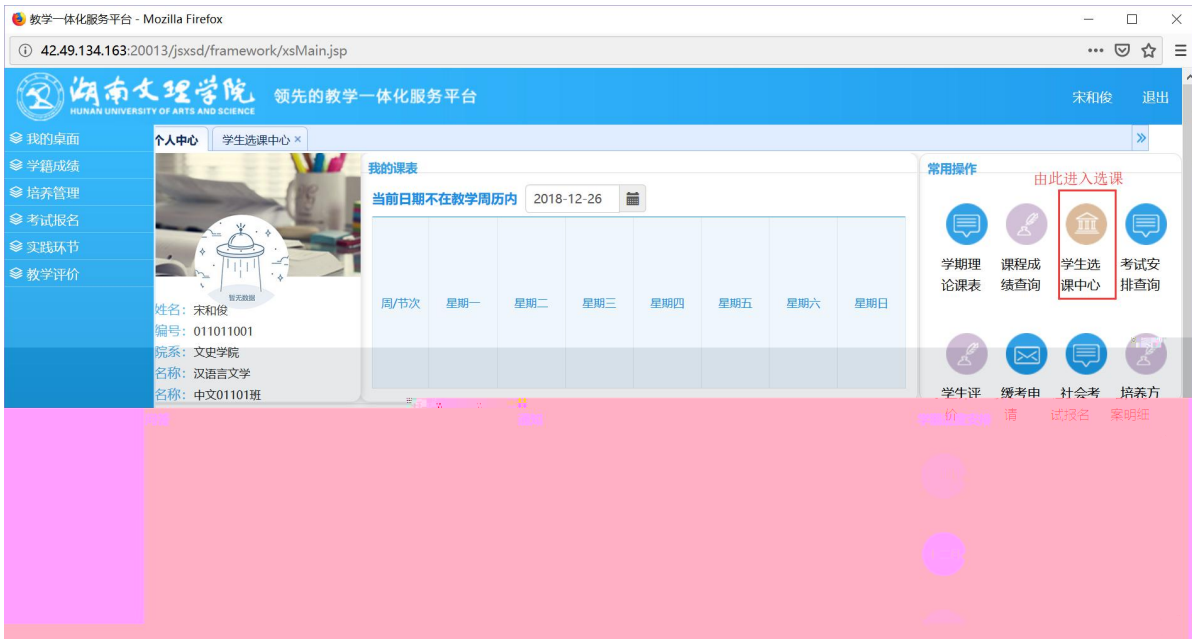 教学一体化服务平台 - Mozilla Firefox
42.49.134.163:20013/jsxsd/framework/xsMain.jsp
湖南文理学院
HUNAN UNIVERSITY OF ARTS AND SCIENCE
领先的教学一体化服务平台
宋和俊 退出
我的桌面
学籍成绩
培养管理
考试报名
实践环节
教学评价
个人中心 学生选课中心 ×
暂无数据
姓名: 宋和俊
编号: 011011001
院系: 文史学院
名称: 汉语言文学
名称: 中文01101班
我的课表
当前日期不在教学周历内 2018-12-26
周/节次 星期一 星期二 星期三 星期四 星期五 星期六 星期日
常用操作
由此进入选课
学期理论课表
课程成绩查询
学生选课中心
考试安排查询
学生评价
缓考申请
社会考试报名
培养方案明细